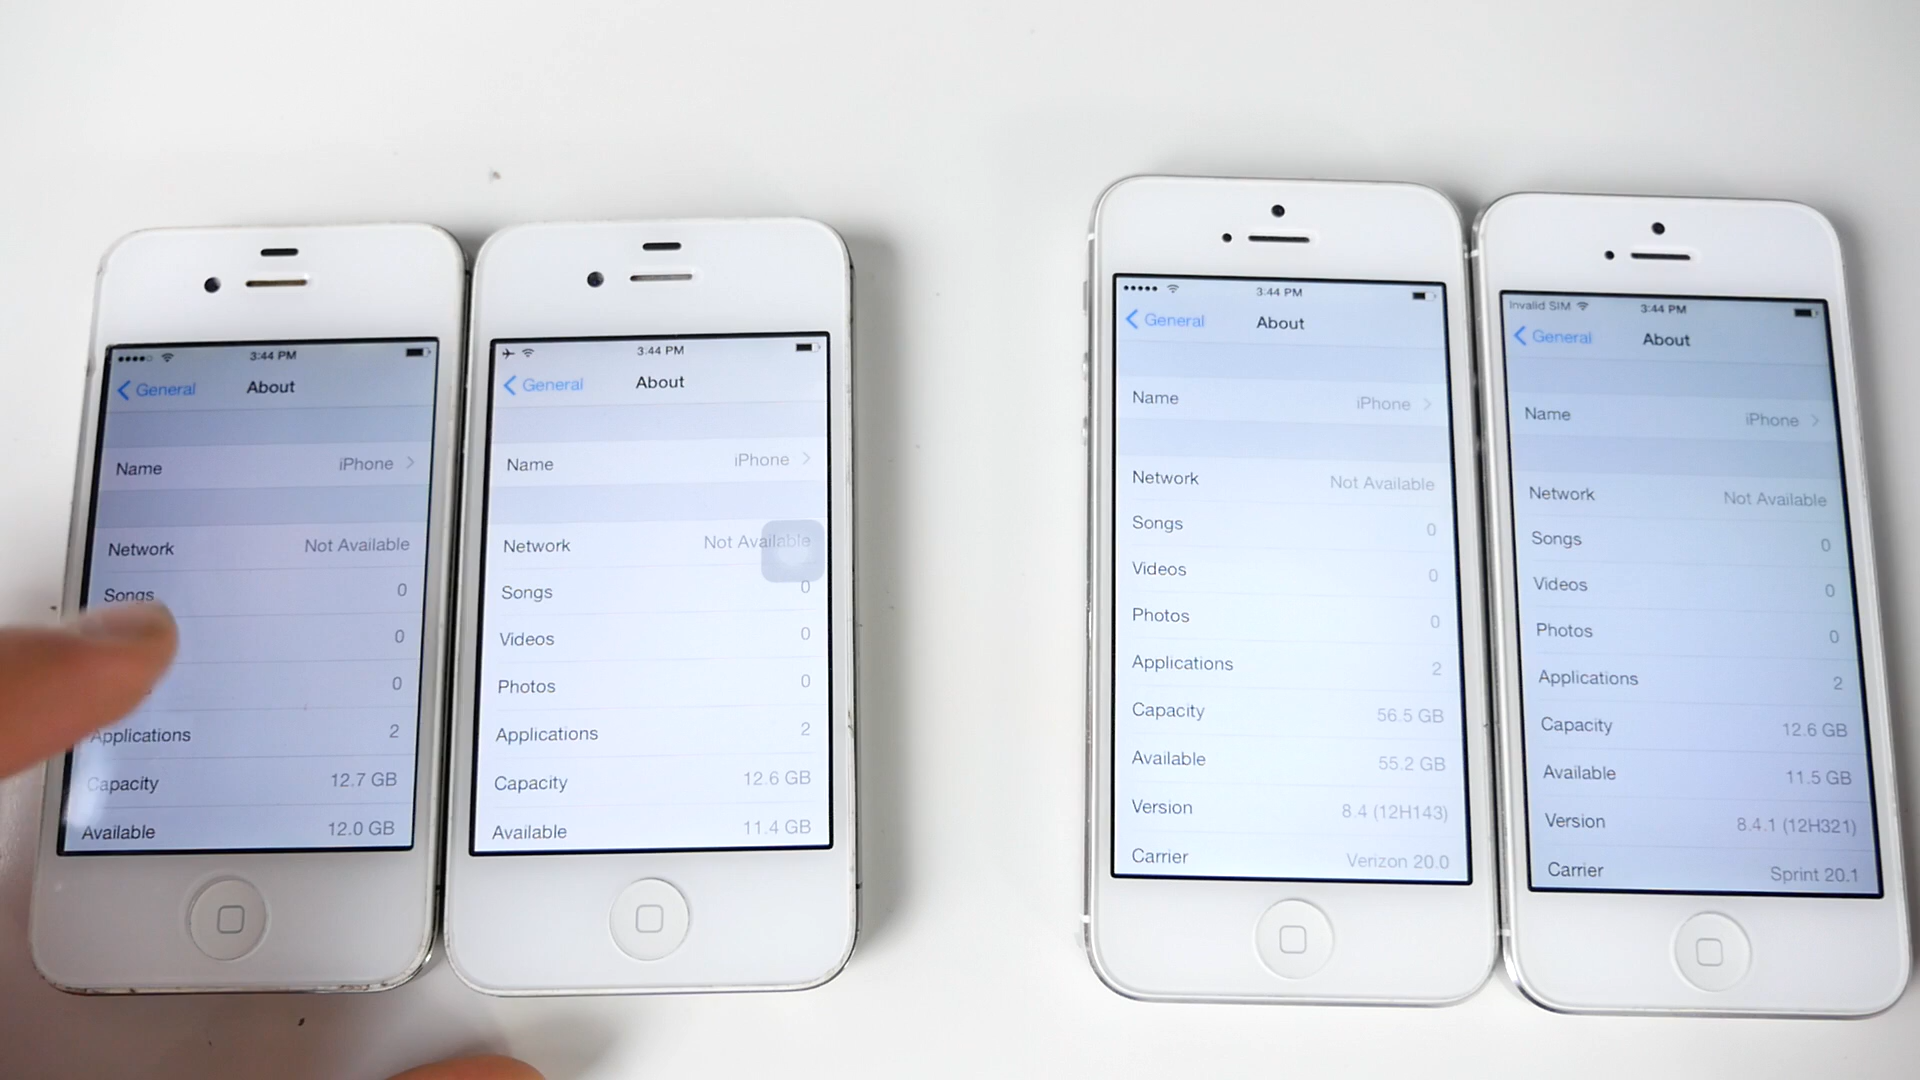 3:44 PM
General
About
Name iPhone
Network Not Available
Songs 0
0
0
Applications 2
Capacity 12.7 GB
Available 12.0 GB
3:44 PM
General
About
Name iPhone
Network Not Available
Songs 0
Videos 0
Photos 0
Applications 2
Capacity 12.6 GB
Available 11.4 GB
3:44 PM
General
About
Name iPhone
Network Not Available
Songs 0
Videos 0
Photos 0
Applications 2
Capacity 56.5 GB
Available 55.2 GB
Version 8.4 (12H143)
Carrier Verizon 20.0
Invalid SIM 3:44 PM
General
About
Name iPhone
Network Not Available
Songs 0
Videos 0
Photos 0
Applications 2
Capacity 12.6 GB
Available 11.5 GB
Version 8.4.1 (12H321)
Carrier Sprint 20.1